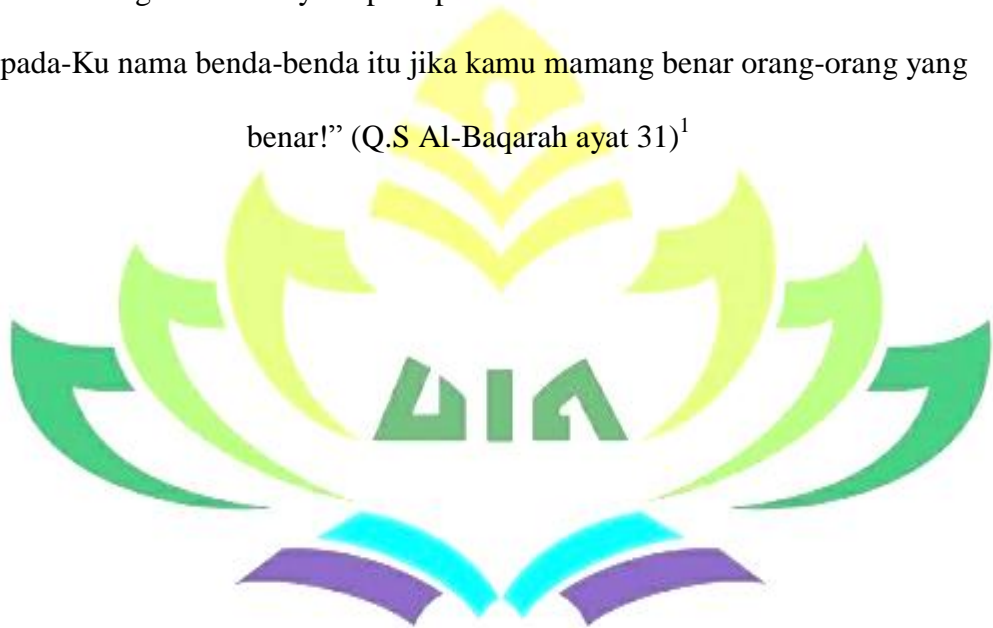 pada-Ku nama benda-benda itu jika kamu mamang benar orang-orang yang
benar!” (Q.S Al-Baqarah ayat 31)1
UIN